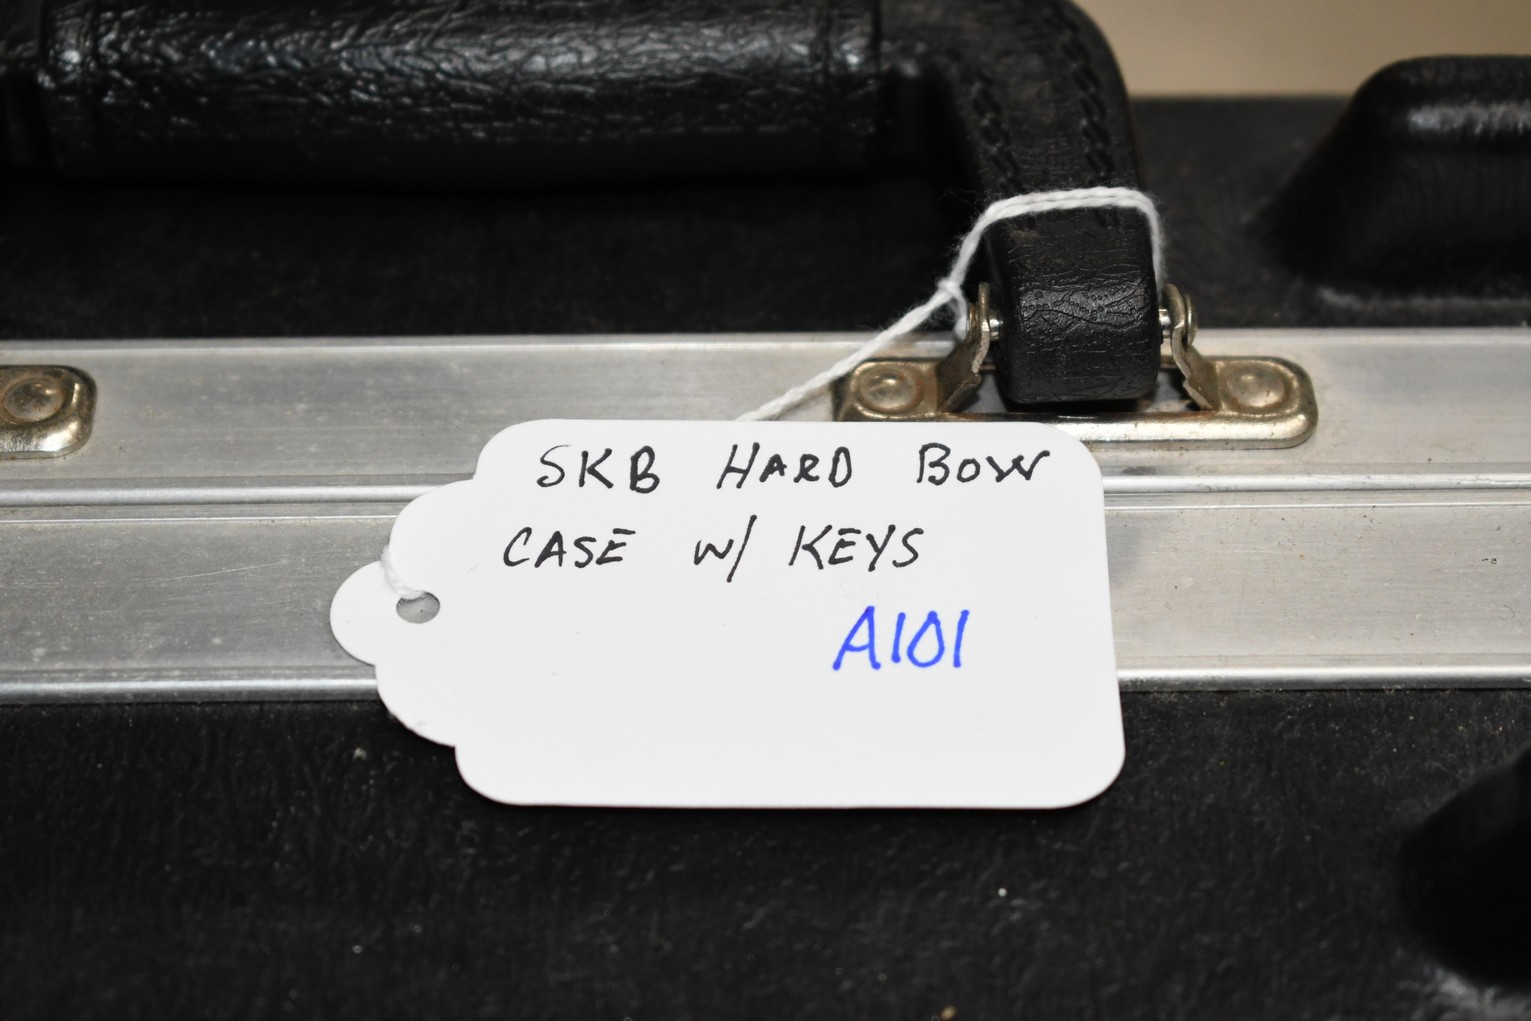 SKB HARD BOW
CASE W/ KEYS
A101